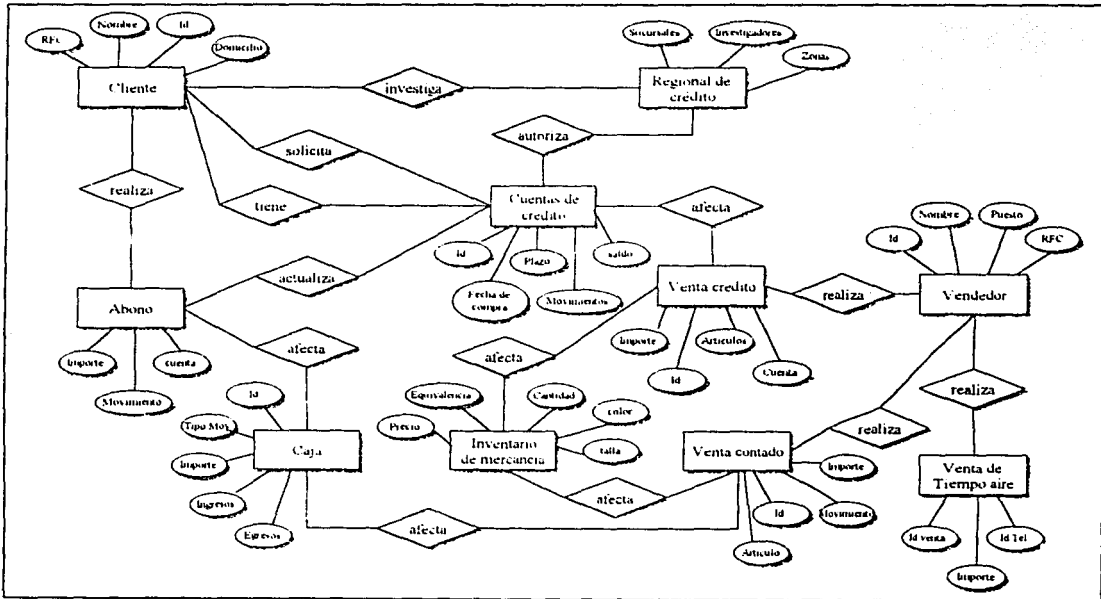 Nombre
Id
RFC
Domicilio
Cliente
Sucursales
Investigadores
Zonas
Regional de
crédito
investiga
autoriza
solicita
realiza
tiene
Cuentas de
crédito
afecta
Id
Plazo
saldo
Fecha de
compra
Movimientos
actualiza
Nombre
Puesto
Id
RFC
Venta credito
realiza
Vendedor
Abono
Importe
cuenta
Movimiento
afecta
afecta
Importe
Articulos
Id
Cuenta
realiza
Id
Equivalencia
Cantidad
color
Tipo Mov
Precio
talla
realiza
Caja
Inventario
de mercancia
Venta contado
Importe
Importe
Venta de
Tiempo aire
Ingresos
afecta
Id
Movimiento
Egresos
afecta
Articulo
Id venta
Id Tel
Importe